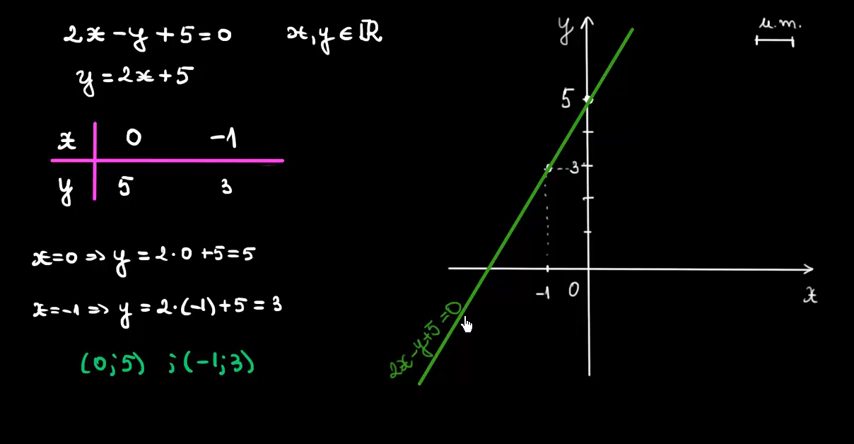 2x-y+5=0 x,y∈ℝ
y=2x+5
x 0 -1
y 5 3
x=0 => y=2·0+5=5
x=-1 => y=2·(-1)+5=3
(0;5) ;(-1;3)
y
u.m.
5
3
-1 0 x
2x-y+5=0